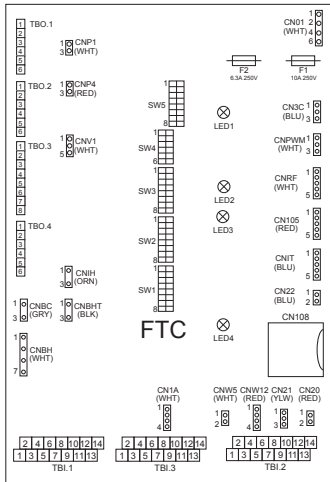 TBO.1
1
2
3
4
5
6
CNP1
(WHT)
1
3
CN01
(WHT)
1
2
4
6
F2
6.3A 250V
F1
10A 250V
TBO.2
1
2
3
4
5
6
CNP4
(RED)
1
3
SW5
1
8
LED1
CN3C
(BLU)
1
3
CNPWM
(WHT)
1
3
TBO.3
1
2
3
4
5
6
7
8
CNV1
(WHT)
1
5
SW4
1
6
SW3
1
8
LED2
CNRF
(WHT)
1
5
LED3
CN105
(RED)
1
5
TBO.4
1
2
3
4
5
6
SW2
1
8
CNIT
(BLU)
1
5
CNIH
(ORN)
1
3
SW1
1
8
CN22
(BLU)
1
2
CNBC
(GRY)
1
3
CNBHT
(BLK)
1
3
FTC
LED4
CN108
CNBH
(WHT)
1
7
CN1A
(WHT)
1
4
CNW5
(WHT)
1
2
CNW12
(RED)
1
4
CN21
(YLW)
1
3
CN20
(RED)
1
2
2 4 6 8 10 12 14
1 3 5 7 9 11 13
TBI.1
2 4 6 8 10 12 14
1 3 5 7 9 11 13
TBI.3
2 4 6 8 10 12 14
1 3 5 7 9 11 13
TBI.2